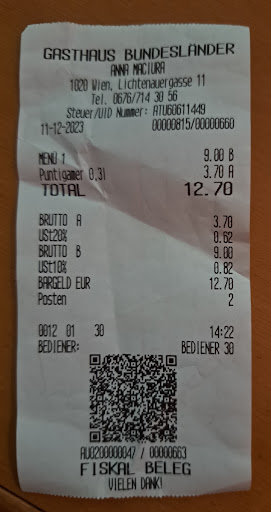 GASTHAUS BUNDESLÄNDER
ANNA MACIURA
1020 Wien, Lichtenauergasse 11
Tel. 0676/714 30 56
Steuer/UID Nummer: ATU60611449
11-12-2023 00000815/00000660
MENÜ 1 9.00 B
Puntigamer 0,3l 3.70 A
TOTAL 12.70
BRUTTO A 3.70
USt20% 0.62
BRUTTO B 9.00
USt10% 0.82
BARGELD EUR 12.70
Posten 2
0012 01 30 14:22
BEDIENER: BEDIENER 30
AU0200000047 / 00000663
FISKAL BELEG
VIELEN DANK!